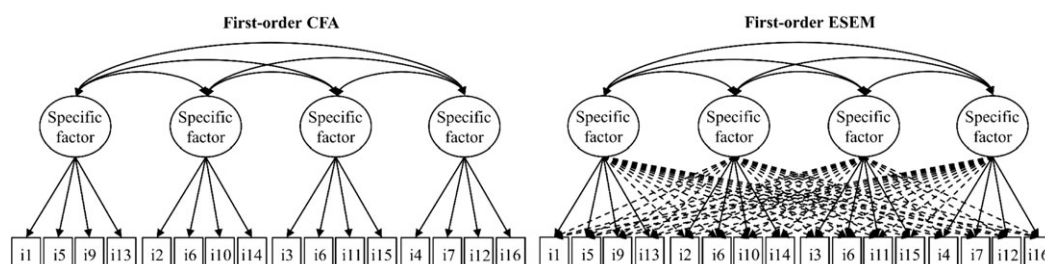 First-order CFA
First-order ESEM
Specific factor
Specific factor
Specific factor
Specific factor
Specific factor
Specific factor
Specific factor
Specific factor
i1 i5 i9 i13 i2 i6 i10 i14 i3 i6 i11 i15 i4 i7 i12 i16
i1 i5 i9 i13 i2 i6 i10 i14 i3 i6 i11 i15 i4 i7 i12 i16